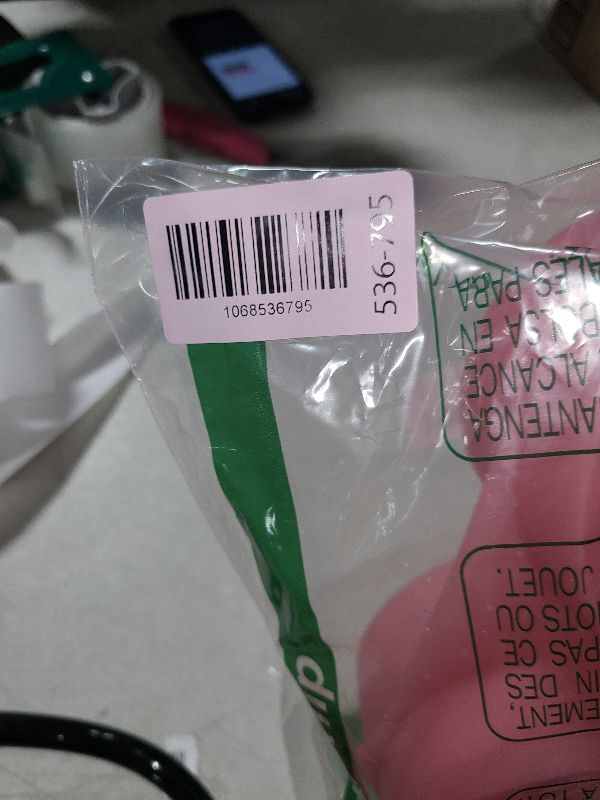 1068536795
536-795
ANTENGA
ALCANCE
BOLSA EN
ALES PARA
EMENT,
IN DES
PAS CE
OTS OU
JOUET.